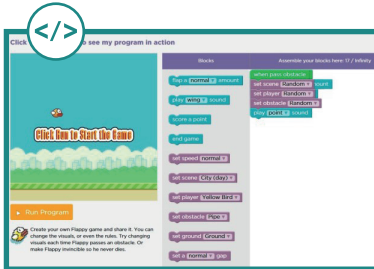 Click
to see my program in action
</>
Click Run to Start the Game
Run Program
Create your own Flappy game and share it. You can
change the visuals, or even the rules. Try changing
visuals each time Flappy passes an obstacle. Or
make Flappy invincible so he never dies.
Blocks
flap a normal amount
play wing sound
score a point
end game
set speed normal
set scene City (day)
set player Yellow Bird
set obstacle Pipe
set ground Ground
set a normal gap
Assemble your blocks here: 17 / Infinity
when pass obstacle
set scene Random
set player Random
set obstacle Random
play point sound